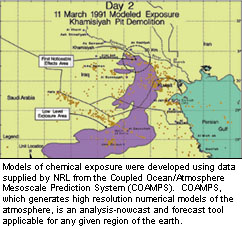 Day 2
11 March 1991 Modeled Exposure
Khamisiyah Pit Demolition
First Noticeable
Effects Area
Iran
Iraq
Kuwait
Saudi Arabia
Low Level
Exposure Area
Legend
Unit Location
Persian
Gulf
Models of chemical exposure were developed using data
supplied by NRL from the Coupled Ocean/Atmosphere
Mesoscale Prediction System (COAMPS).  COAMPS,
which generates high resolution numerical models of the
atmosphere, is an analysis-nowcast and forecast tool
applicable for any given region of the earth.